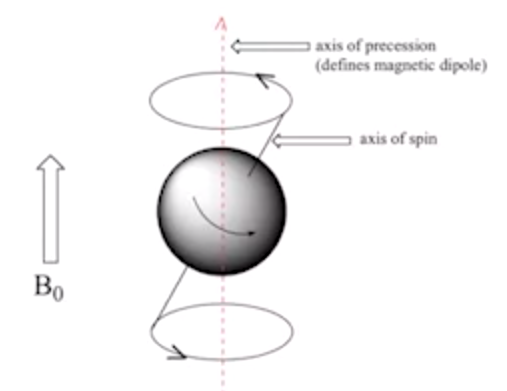 axis of precession
(defines magnetic dipole)
axis of spin
B0